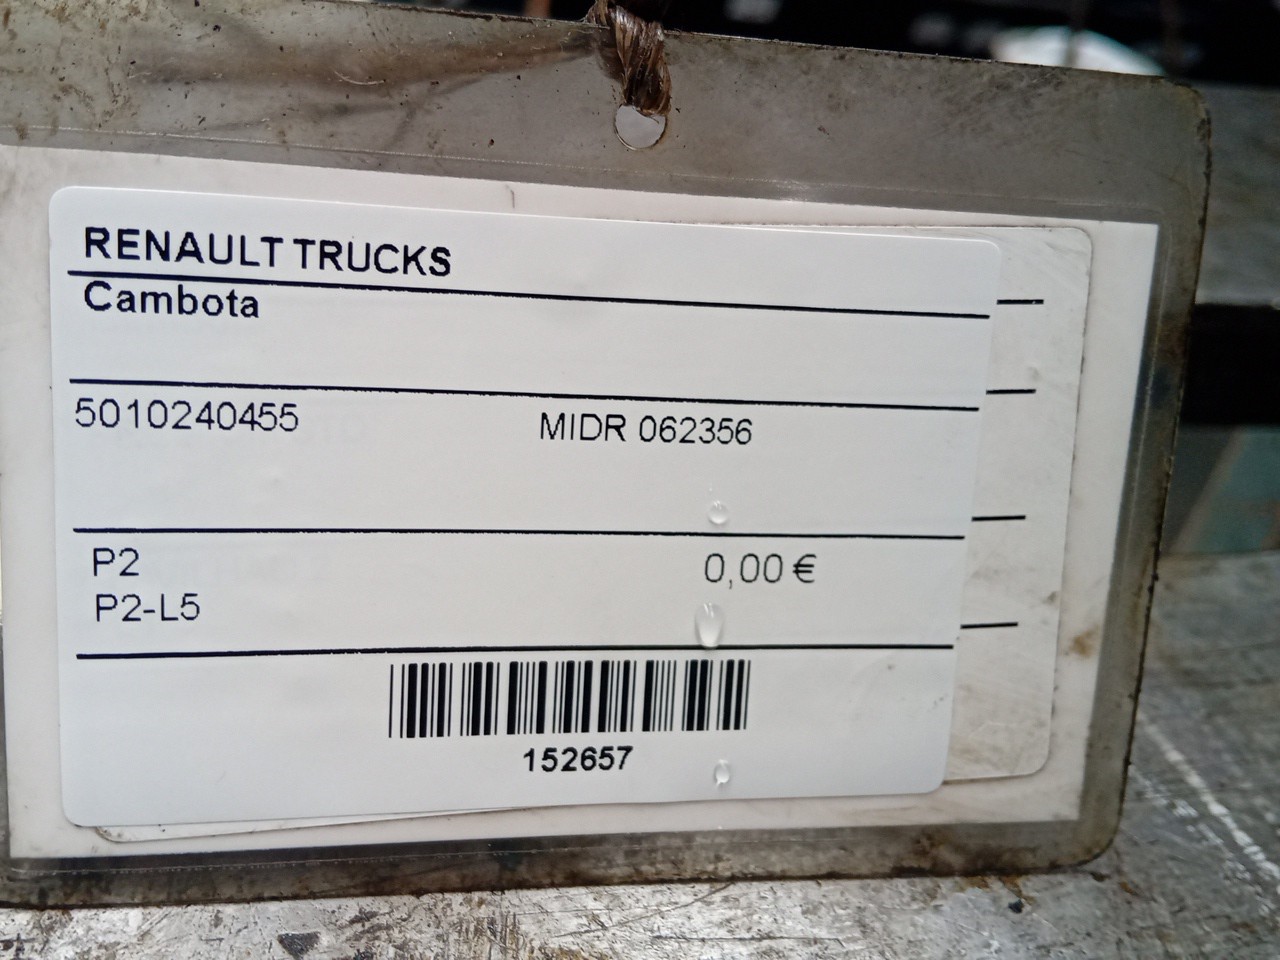 RENAULT TRUCKS
Cambota
5010240455 MIDR 062356
P2 0,00 €
P2-L5
152657